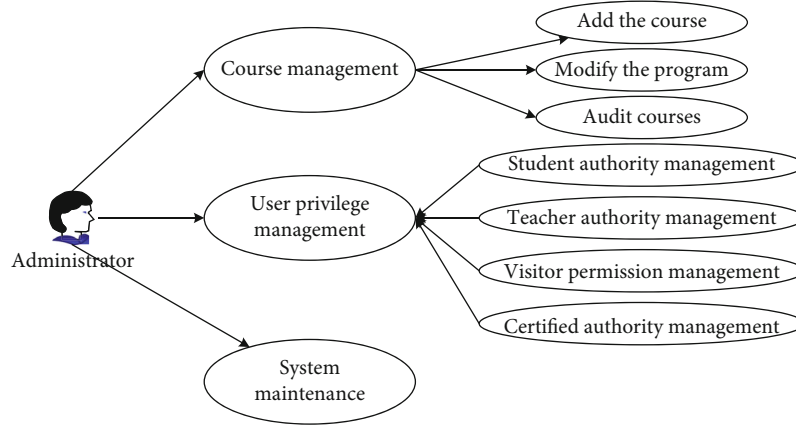 Add the course
Course management
Modify the program
Audit courses
Student authority management
User privilege
management
Teacher authority management
Administrator
Visitor permission management
Certified authority management
System
maintenance